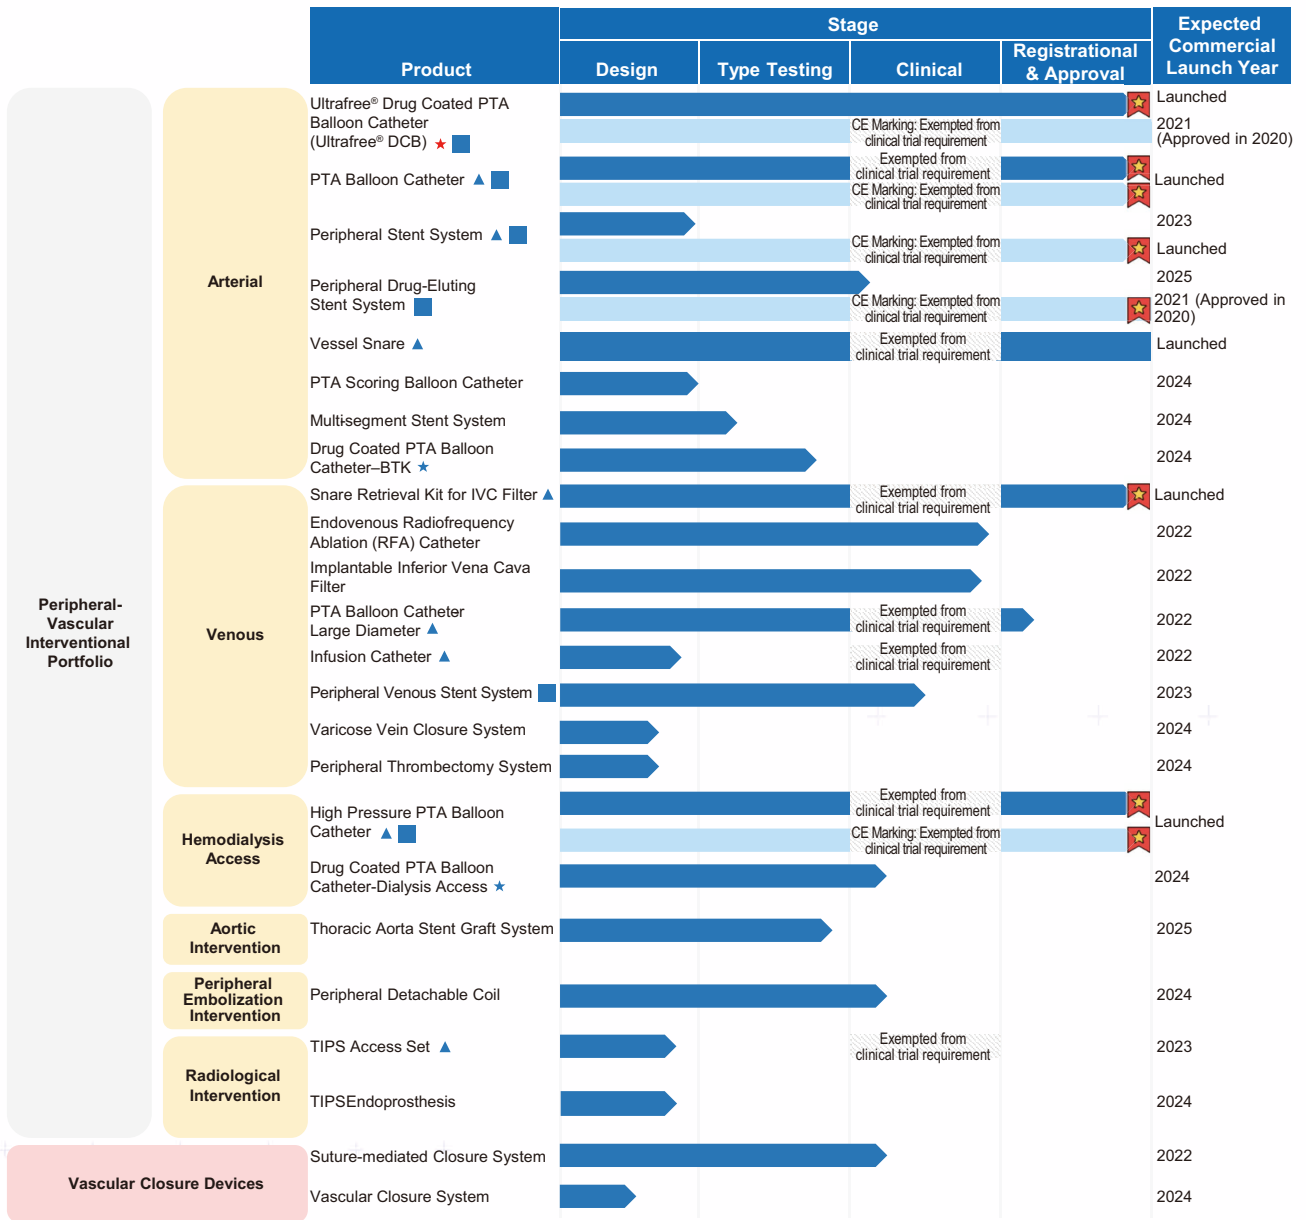 Product
Stage
Design
Type Testing
Clinical
Registrational
& Approval
Expected
Commercial
Launch Year
Peripheral-
Vascular
Interventional
Portfolio
Arterial
Ultrafree® Drug Coated PTA
Balloon Catheter
(Ultrafree® DCB)
Launched
CE Marking: Exempted from
clinical trial requirement
2021
(Approved in 2020)
PTA Balloon Catheter
Exempted from
clinical trial requirement
CE Marking: Exempted from
clinical trial requirement
Launched
Peripheral Stent System
2023
CE Marking: Exempted from
clinical trial requirement
Launched
Peripheral Drug-Eluting
Stent System
2025
CE Marking: Exempted from
clinical trial requirement
2021 (Approved in
2020)
Vessel Snare
Exempted from
clinical trial requirement
Launched
PTA Scoring Balloon Catheter
2024
Multi-segment Stent System
2024
Drug Coated PTA Balloon
Catheter–BTK
2024
Venous
Snare Retrieval Kit for IVC Filter
Exempted from
clinical trial requirement
Launched
Endovenous Radiofrequency
Ablation (RFA) Catheter
2022
Implantable Inferior Vena Cava
Filter
2022
PTA Balloon Catheter
Large Diameter
Exempted from
clinical trial requirement
2022
Infusion Catheter
Exempted from
clinical trial requirement
2022
Peripheral Venous Stent System
2023
Varicose Vein Closure System
2024
Peripheral Thrombectomy System
2024
Hemodialysis
Access
High Pressure PTA Balloon
Catheter
Exempted from
clinical trial requirement
CE Marking: Exempted from
clinical trial requirement
Launched
Drug Coated PTA Balloon
Catheter-Dialysis Access
2024
Aortic
Intervention
Thoracic Aorta Stent Graft System
2025
Peripheral
Embolization
Intervention
Peripheral Detachable Coil
2024
Radiological
Intervention
TIPS Access Set
Exempted from
clinical trial requirement
2023
TIPSEndoprosthesis
2024
Vascular Closure Devices
Suture-mediated Closure System
2022
Vascular Closure System
2024